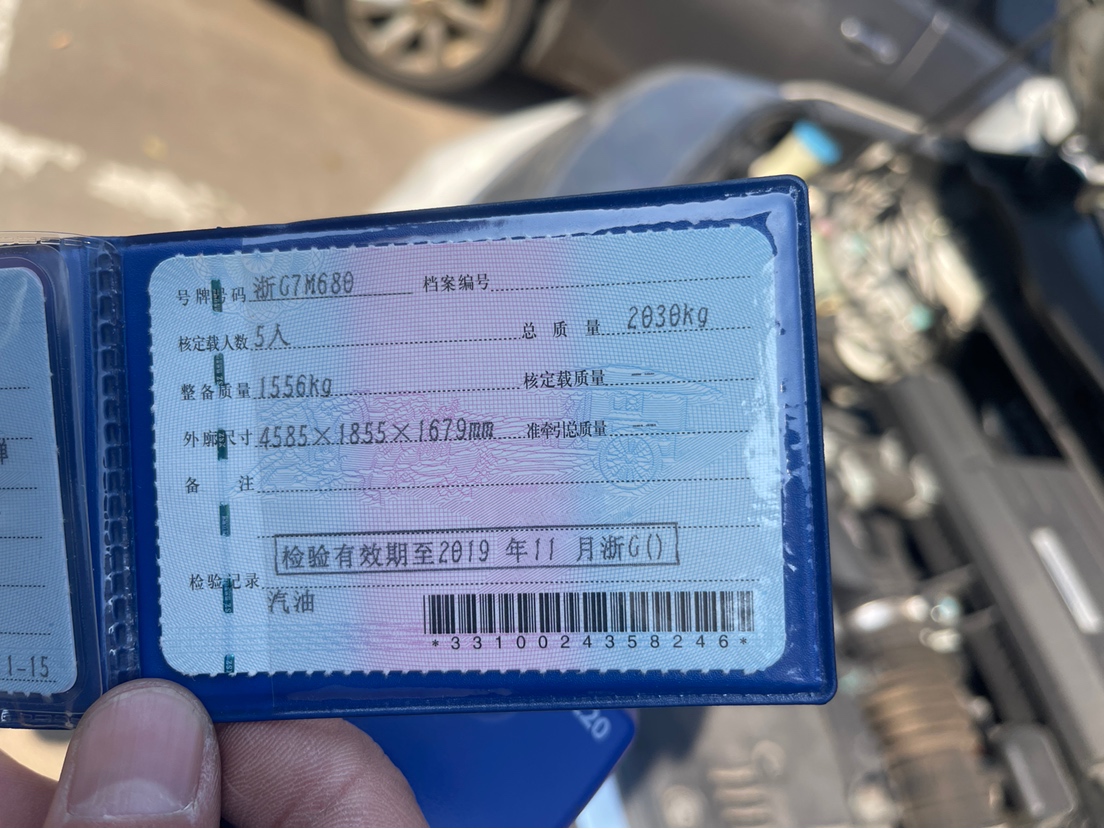 号牌号码 浙G7M680 档案编号
核定载人数 5人 总质量 2030kg
整备质量 1556kg 核定载质量 --
外廓尺寸 4585×1855×1679mm 准牵引总质量 --
备注
检验有效期至2019 年11 月浙G()
检验记录
汽油
*3310024358246*
1-15
20